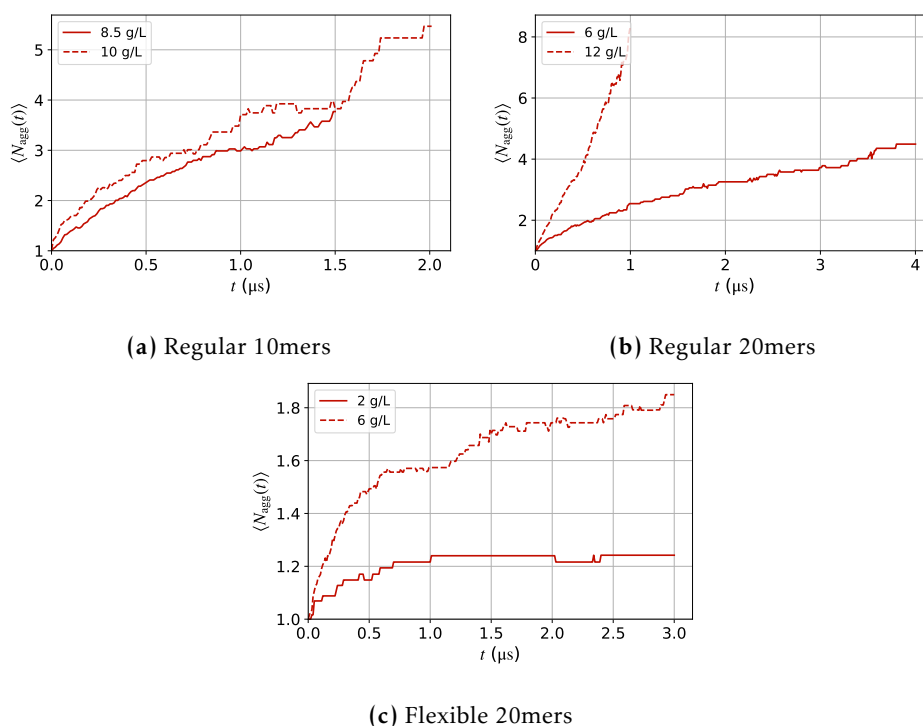 8.5 g/L
10 g/L
5
4
3
2
1
⟨N_agg(t)⟩
0.0 0.5 1.0 1.5 2.0
t (μs)
(a) Regular 10mers
6 g/L
12 g/L
8
6
4
2
⟨N_agg(t)⟩
0 1 2 3 4
t (μs)
(b) Regular 20mers
2 g/L
6 g/L
1.8
1.6
1.4
1.2
1.0
⟨N_agg(t)⟩
0.0 0.5 1.0 1.5 2.0 2.5 3.0
t (μs)
(c) Flexible 20mers